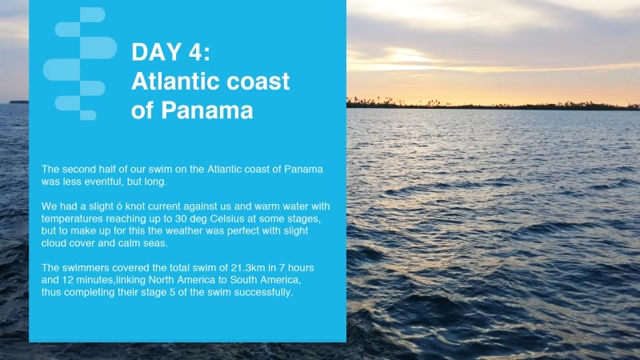 DAY 4:
Atlantic coast
of Panama
The second half of our swim on the Atlantic coast of Panama
was less eventful, but long.
We had a slight ó knot current against us and warm water with
temperatures reaching up to 30 deg Celsius at some stages,
but to make up for this the weather was perfect with slight
cloud cover and calm seas.
The swimmers covered the total swim of 21.3km in 7 hours
and 12 minutes,linking North America to South America,
thus completing their stage 5 of the swim successfully.